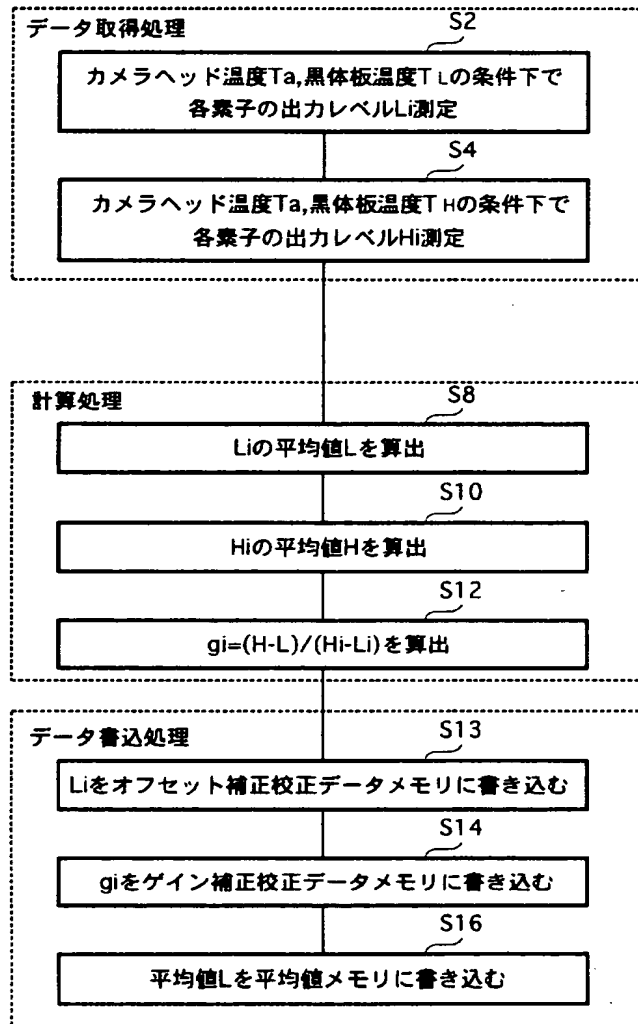 データ取得処理
S2
カメラヘッド温度Ta,黒体板温度TLの条件下で
各素子の出力レベルLi測定
S4
カメラヘッド温度Ta,黒体板温度THの条件下で
各素子の出力レベルHi測定
計算処理
S8
Liの平均値Lを算出
S10
Hiの平均値Hを算出
S12
gi=(H-L)/(Hi-Li)を算出
データ書込処理
S13
Liをオフセット補正校正データメモリに書き込む
S14
giをゲイン補正校正データメモリに書き込む
S16
平均値Lを平均値メモリに書き込む